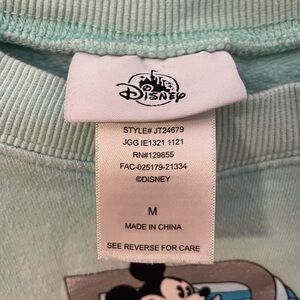 Disney
STYLE# JT24679
JGG IE1321 1121
RN#129855
FAC-025179-21334
©DISNEY
M
MADE IN CHINA
SEE REVERSE FOR CARE